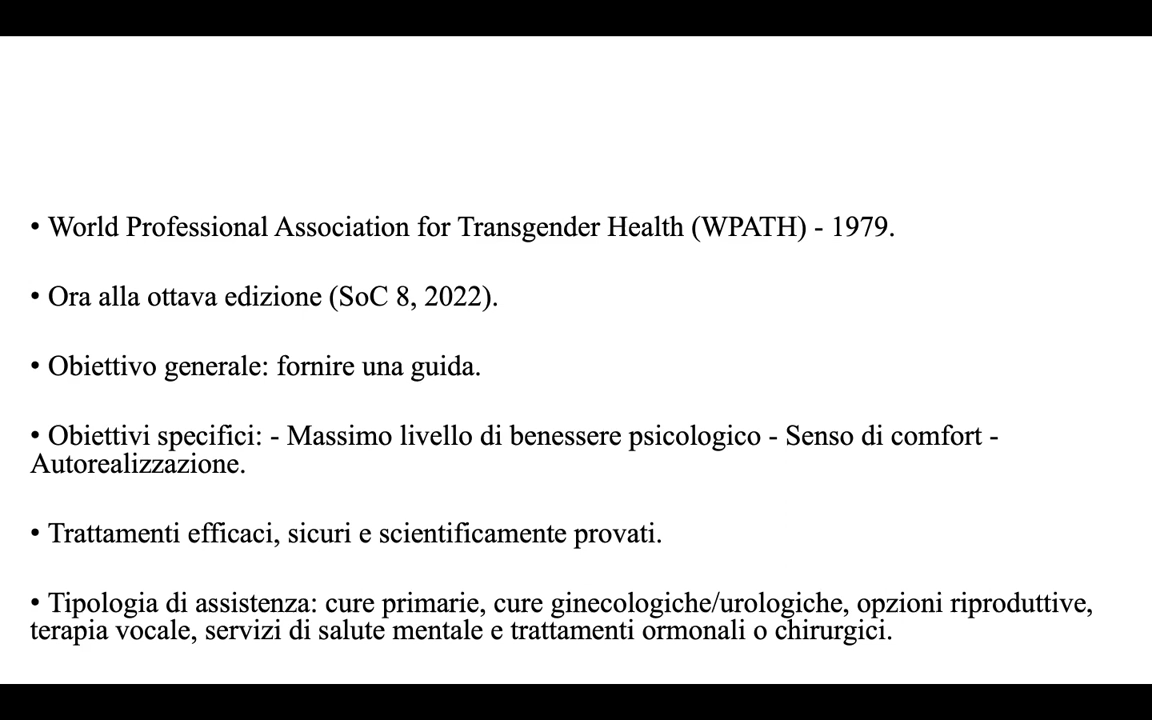 • World Professional Association for Transgender Health (WPATH) - 1979.
• Ora alla ottava edizione (SoC 8, 2022).
• Obiettivo generale: fornire una guida.
• Obiettivi specifici: - Massimo livello di benessere psicologico - Senso di comfort -
Autorealizzazione.
• Trattamenti efficaci, sicuri e scientificamente provati.
• Tipologia di assistenza: cure primarie, cure ginecologiche/urologiche, opzioni riproduttive,
terapia vocale, servizi di salute mentale e trattamenti ormonali o chirurgici.